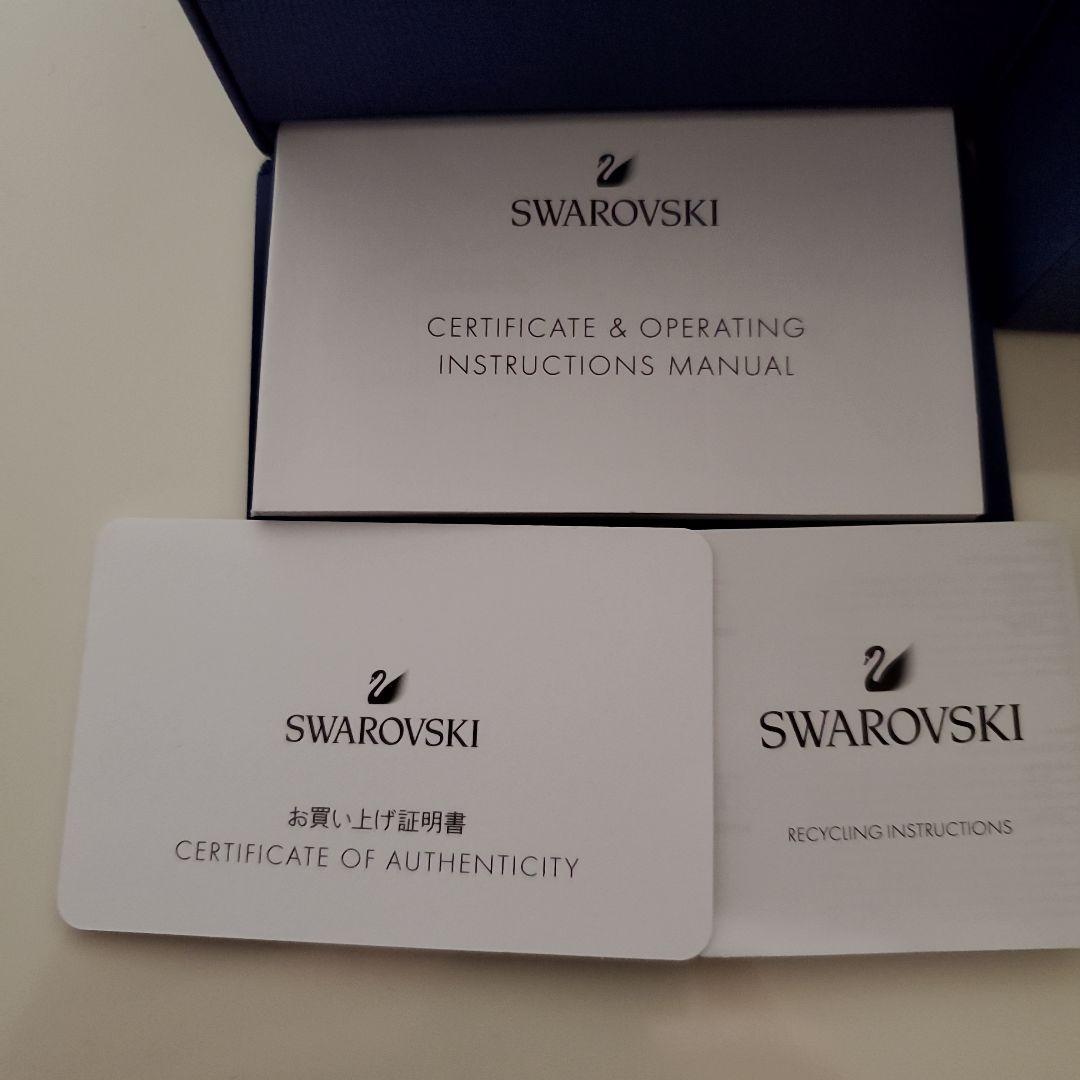 SWAROVSKI
CERTIFICATE & OPERATING
INSTRUCTIONS MANUAL
SWAROVSKI
お買い上げ証明書
CERTIFICATE OF AUTHENTICITY
SWAROVSKI
RECYCLING INSTRUCTIONS